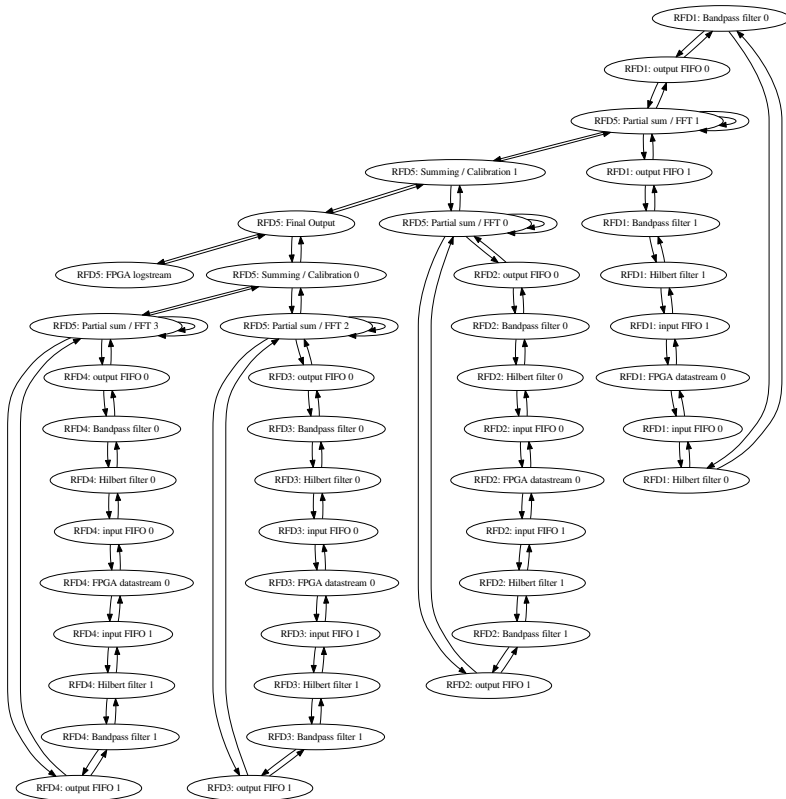 RFD1: Bandpass filter 0
RFD1: output FIFO 0
RFD5: Partial sum / FFT 1
RFD5: Summing / Calibration 1
RFD1: output FIFO 1
RFD5: Final Output
RFD5: Partial sum / FFT 0
RFD1: Bandpass filter 1
RFD5: FPGA logstream
RFD5: Summing / Calibration 0
RFD2: output FIFO 0
RFD1: Hilbert filter 1
RFD5: Partial sum / FFT 3
RFD5: Partial sum / FFT 2
RFD2: Bandpass filter 0
RFD1: input FIFO 1
RFD4: output FIFO 0
RFD3: output FIFO 0
RFD2: Hilbert filter 0
RFD1: FPGA datastream 0
RFD4: Bandpass filter 0
RFD3: Bandpass filter 0
RFD2: input FIFO 0
RFD1: input FIFO 0
RFD4: Hilbert filter 0
RFD3: Hilbert filter 0
RFD2: FPGA datastream 0
RFD1: Hilbert filter 0
RFD4: input FIFO 0
RFD3: input FIFO 0
RFD2: input FIFO 1
RFD4: FPGA datastream 0
RFD3: FPGA datastream 0
RFD2: Hilbert filter 1
RFD4: input FIFO 1
RFD3: input FIFO 1
RFD2: Bandpass filter 1
RFD4: Hilbert filter 1
RFD3: Hilbert filter 1
RFD2: output FIFO 1
RFD4: Bandpass filter 1
RFD3: Bandpass filter 1
RFD4: output FIFO 1
RFD3: output FIFO 1